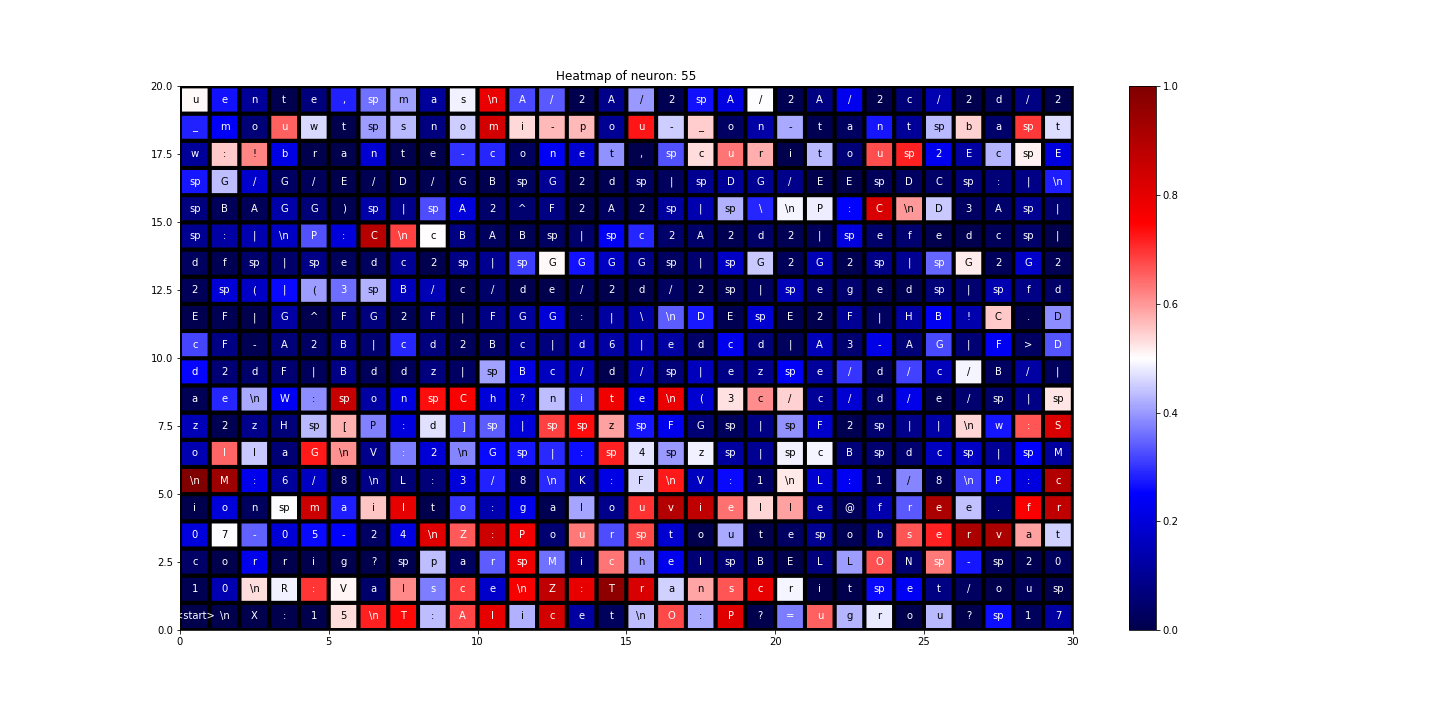 Heatmap of neuron: 55
20.0 u e n t e , sp m a s \n A / 2 A / 2 sp A / 2 A / 2 c / 2 d / 2 1.0
_ m o u w t sp s n o m i - p o u - _ o n - t a n t sp b a sp t
17.5 w : ! b r a n t e - c o n e t , sp c u r i t o u sp 2 E c sp E
sp G / G / E / D / G B sp G 2 d sp | sp D G / E E sp D C sp : | \n 0.8
15.0 sp B A G G ) sp | sp A 2 ^ F 2 A 2 sp | sp \ \n P : C \n D 3 A sp |
sp : | \n P : C \n c B A B sp | sp c 2 A 2 d 2 | sp e f e d c sp |
d f sp | sp e d c 2 sp | sp G G G G sp | sp G 2 G 2 sp | sp G 2 G 2
12.5 2 sp ( | ( 3 sp B / c / d e / 2 d / 2 sp | sp e g e d sp | sp f d 0.6
E F | G ^ F G 2 F | F G G : | \ \n D E sp E 2 F | H B ! C . D
10.0 c F - A 2 B | c d 2 B c | d 6 | e d c d | A 3 - A G | F > D
d 2 d F | B d d z | sp B c / d / sp | e z sp e / d / c / B / |
a e \n W : sp o n sp C h ? n i t e \n ( 3 c / c / d / e / sp | sp 0.4
7.5 z 2 z H sp [ P : d ] sp | sp sp z sp F G sp | sp F 2 sp | | \n w : S
o l l a G \n V : 2 \n G sp | : sp 4 sp z sp | sp c B sp d c sp | sp M
5.0 \n M : 6 / 8 \n L : 3 / 8 \n K : F \n V : 1 \n L : 1 / 8 \n P : c
i o n sp m a i l t o : g a l o u v i e l l e @ f r e e . f r 0.2
0 7 - 0 5 - 2 4 \n Z : P o u r sp t o u t e sp o b s e r v a t
2.5 c o r r i g ? sp p a r sp M i c h e l sp B E L L O N sp - sp 2 0
1 0 \n R : V a l s c e \n Z : T r a n s c r i t sp e t / o u sp
0.0 <start> \n X : 1 5 \n T : A l i c e t \n O : P ? = u g r o u ? sp 1 7 0.0
0 5 10 15 20 25 30